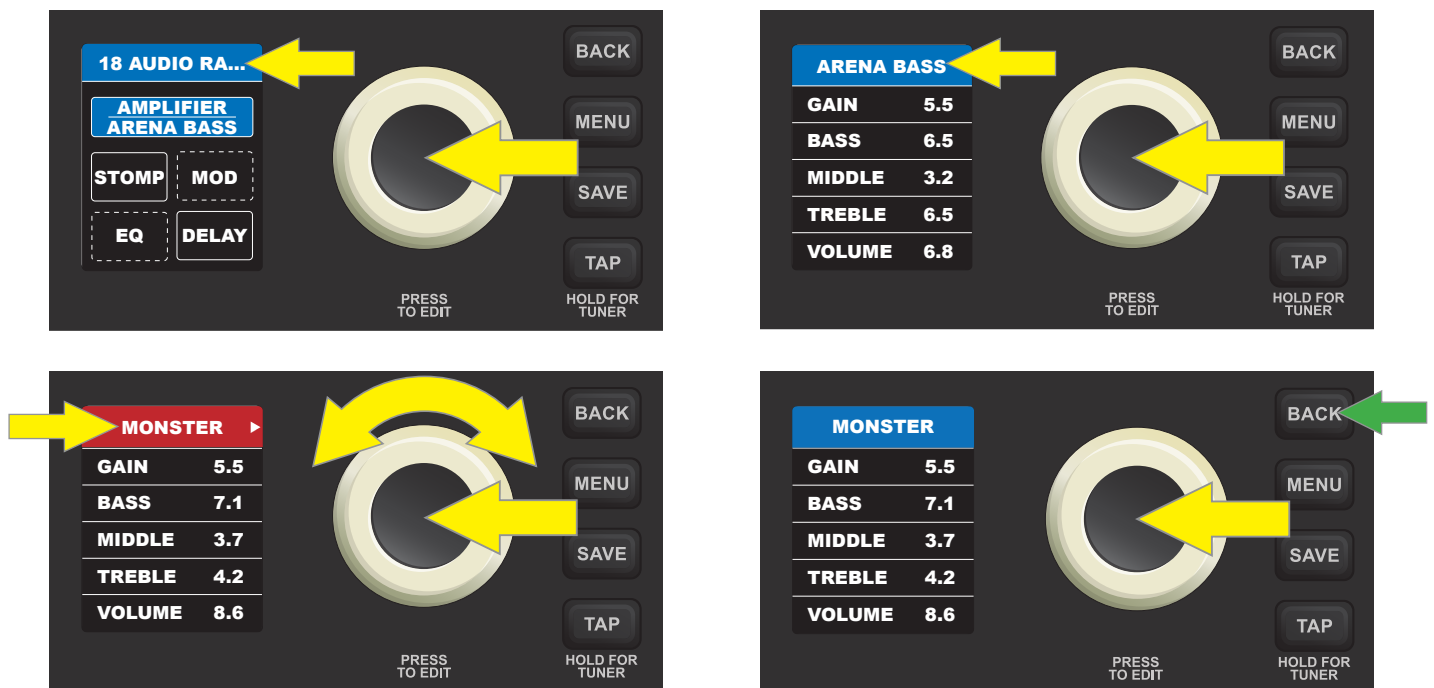 18 AUDIO RA...
AMPLIFIER
ARENA BASS
STOMP MOD
EQ DELAY
BACK
MENU
SAVE
TAP
PRESS
TO EDIT
HOLD FOR
TUNER
ARENA BASS
GAIN 5.5
BASS 6.5
MIDDLE 3.2
TREBLE 6.5
VOLUME 6.8
BACK
MENU
SAVE
TAP
PRESS
TO EDIT
HOLD FOR
TUNER
MONSTER
GAIN 5.5
BASS 7.1
MIDDLE 3.7
TREBLE 4.2
VOLUME 8.6
BACK
MENU
SAVE
TAP
PRESS
TO EDIT
HOLD FOR
TUNER
MONSTER
GAIN 5.5
BASS 7.1
MIDDLE 3.7
TREBLE 4.2
VOLUME 8.6
BACK
MENU
SAVE
TAP
PRESS
TO EDIT
HOLD FOR
TUNER